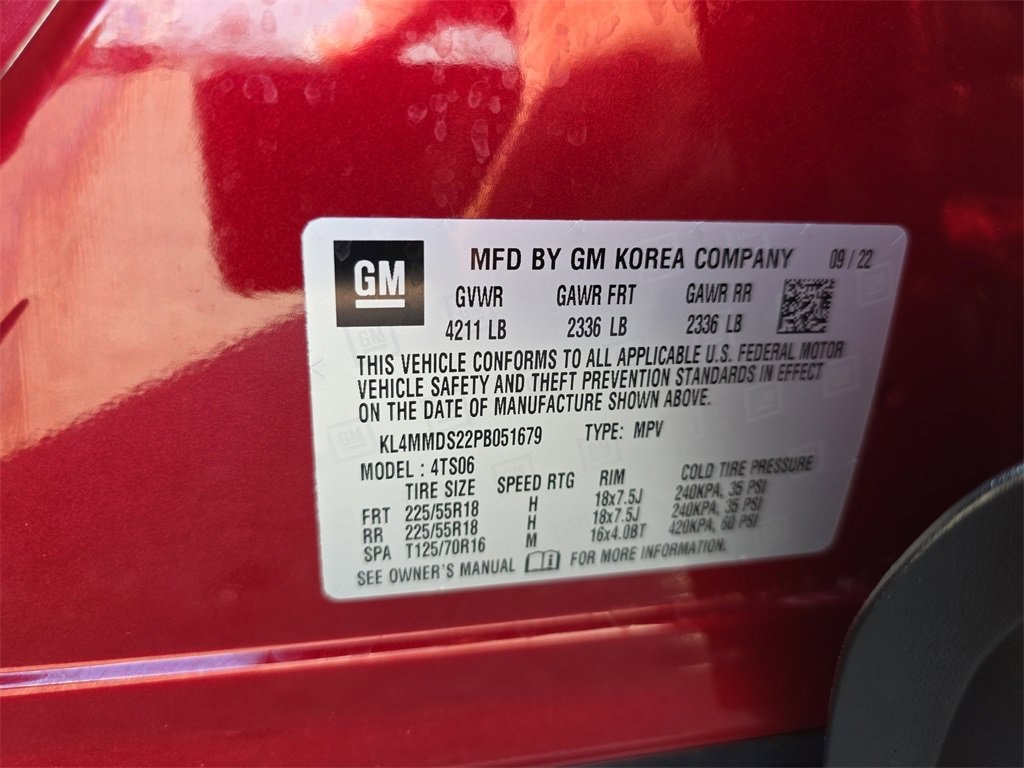 GM MFD BY GM KOREA COMPANY 09/22
GVWR GAWR FRT GAWR RR
4211 LB 2336 LB 2336 LB
THIS VEHICLE CONFORMS TO ALL APPLICABLE U.S. FEDERAL MOTOR
VEHICLE SAFETY AND THEFT PREVENTION STANDARDS IN EFFECT
ON THE DATE OF MANUFACTURE SHOWN ABOVE.
KL4MMDS22PB051679 TYPE: MPV
MODEL : 4TS06
TIRE SIZE SPEED RTG RIM COLD TIRE PRESSURE
FRT 225/55R18 H 18x7.5J 240KPA, 35 PSI
RR 225/55R18 H 18x7.5J 240KPA, 35 PSI
SPA T125/70R16 M 16x4.0BT 420KPA, 60 PSI
SEE OWNER'S MANUAL FOR MORE INFORMATION.